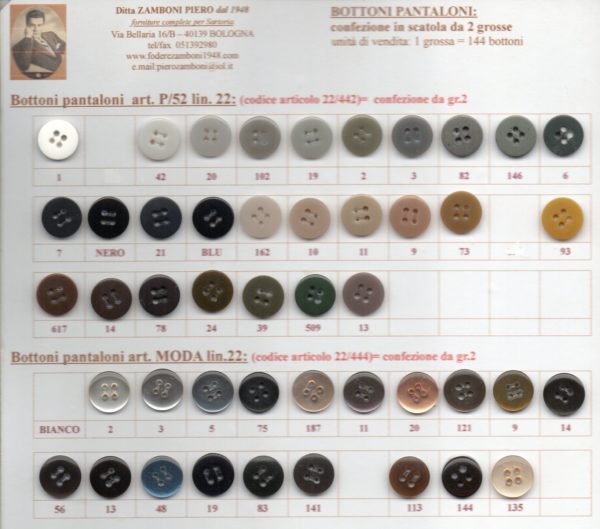 Ditta ZAMBONI PIERO dal 1948
forniture complete per Sartoria
Via Bellaria 16/B – 40139 BOLOGNA
tel/fax 051392980
www.foderezamboni1948.com
e.mail:pierozamboni@sol.it
BOTTONI PANTALONI:
confezione in scatola da 2 grosse
unità di vendita: 1 grossa = 144 bottoni
Bottoni pantaloni art. P/52 lin. 22: (codice articolo 22/442)= confezione da gr.2
1 42 20 102 19 2 3 82 146 6
7 NERO 21 BLU 162 10 11 9 73 93
617 14 78 24 39 509 13
Bottoni pantaloni art. MODA lin.22: (codice articolo 22/444)= confezione da gr.2
BIANCO 2 3 5 75 187 11 20 121 9 14
56 13 48 19 83 141 113 144 135